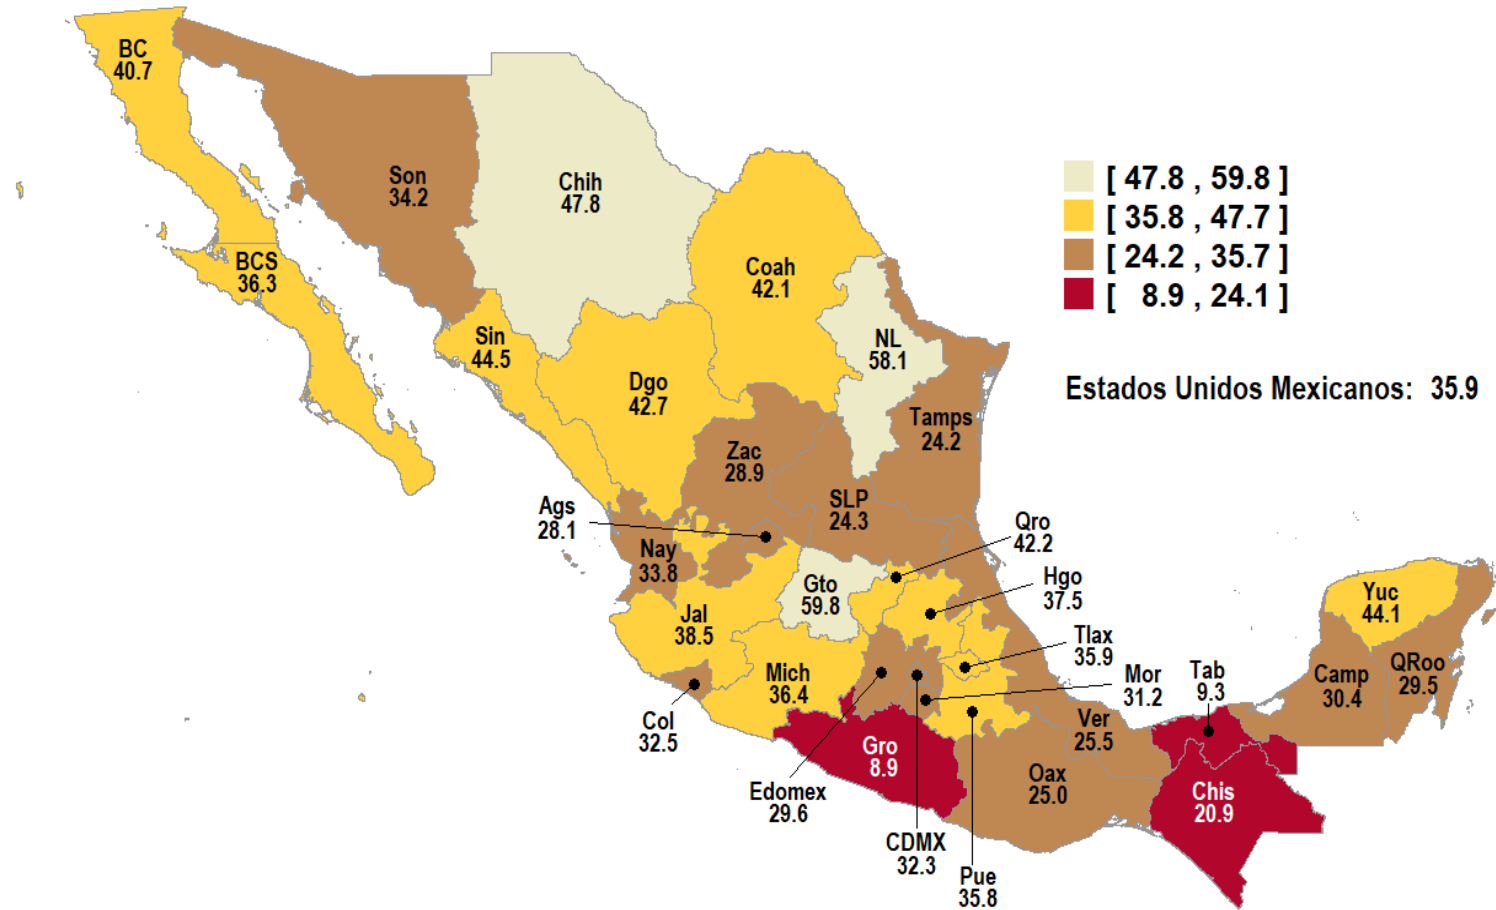 BC
40.7
Son
34.2
Chih
47.8
[ 47.8 , 59.8 ]
[ 35.8 , 47.7 ]
[ 24.2 , 35.7 ]
[ 8.9 , 24.1 ]
Estados Unidos Mexicanos: 35.9
BCS
36.3
Coah
42.1
Sin
44.5
NL
58.1
Dgo
42.7
Tamps
24.2
Zac
28.9
SLP
24.3
Ags
28.1
Qro
42.2
Nay
33.8
Gto
59.8
Hgo
37.5
Jal
38.5
Tlax
35.9
Mich
36.4
Mor
31.2
Tab
9.3
Yuc
44.1
Camp
30.4
QRoo
29.5
Col
32.5
Gro
8.9
Ver
25.5
Edomex
29.6
Oax
25.0
Chis
20.9
CDMX
32.3
Pue
35.8